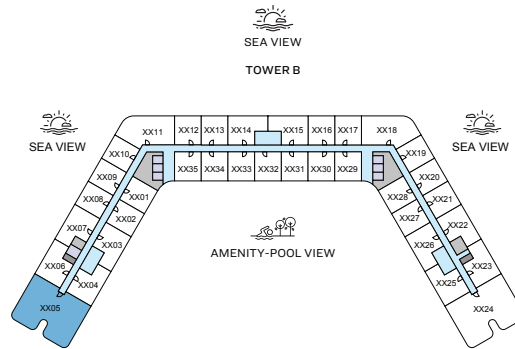 SEA VIEW
TOWER B
SEA VIEW
SEA VIEW
XX11
XX12
XX13
XX14
XX15
XX16
XX17
XX18
XX10
XX35
XX34
XX33
XX32
XX31
XX30
XX29
XX19
XX09
XX01
XX28
XX20
XX08
XX02
XX27
XX21
XX07
XX03
XX26
XX22
AMENITY-POOL VIEW
XX06
XX04
XX25
XX23
XX05
XX24